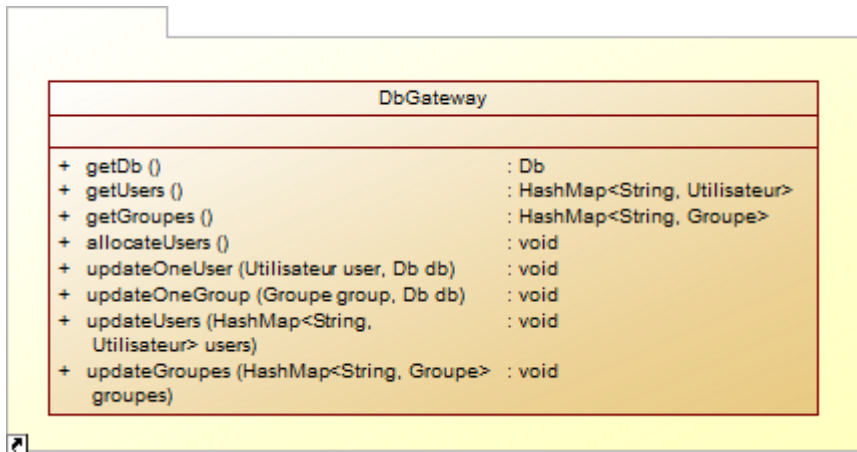 DbGateway
+ getDb () : Db
+ getUsers () : HashMap<String, Utilisateur>
+ getGroupes () : HashMap<String, Groupe>
+ allocateUsers () : void
+ updateOneUser (Utilisateur user, Db db) : void
+ updateOneGroup (Groupe group, Db db) : void
+ updateUsers (HashMap<String, : void
Utilisateur> users)
+ updateGroupes (HashMap<String, Groupe> : void
groupes)